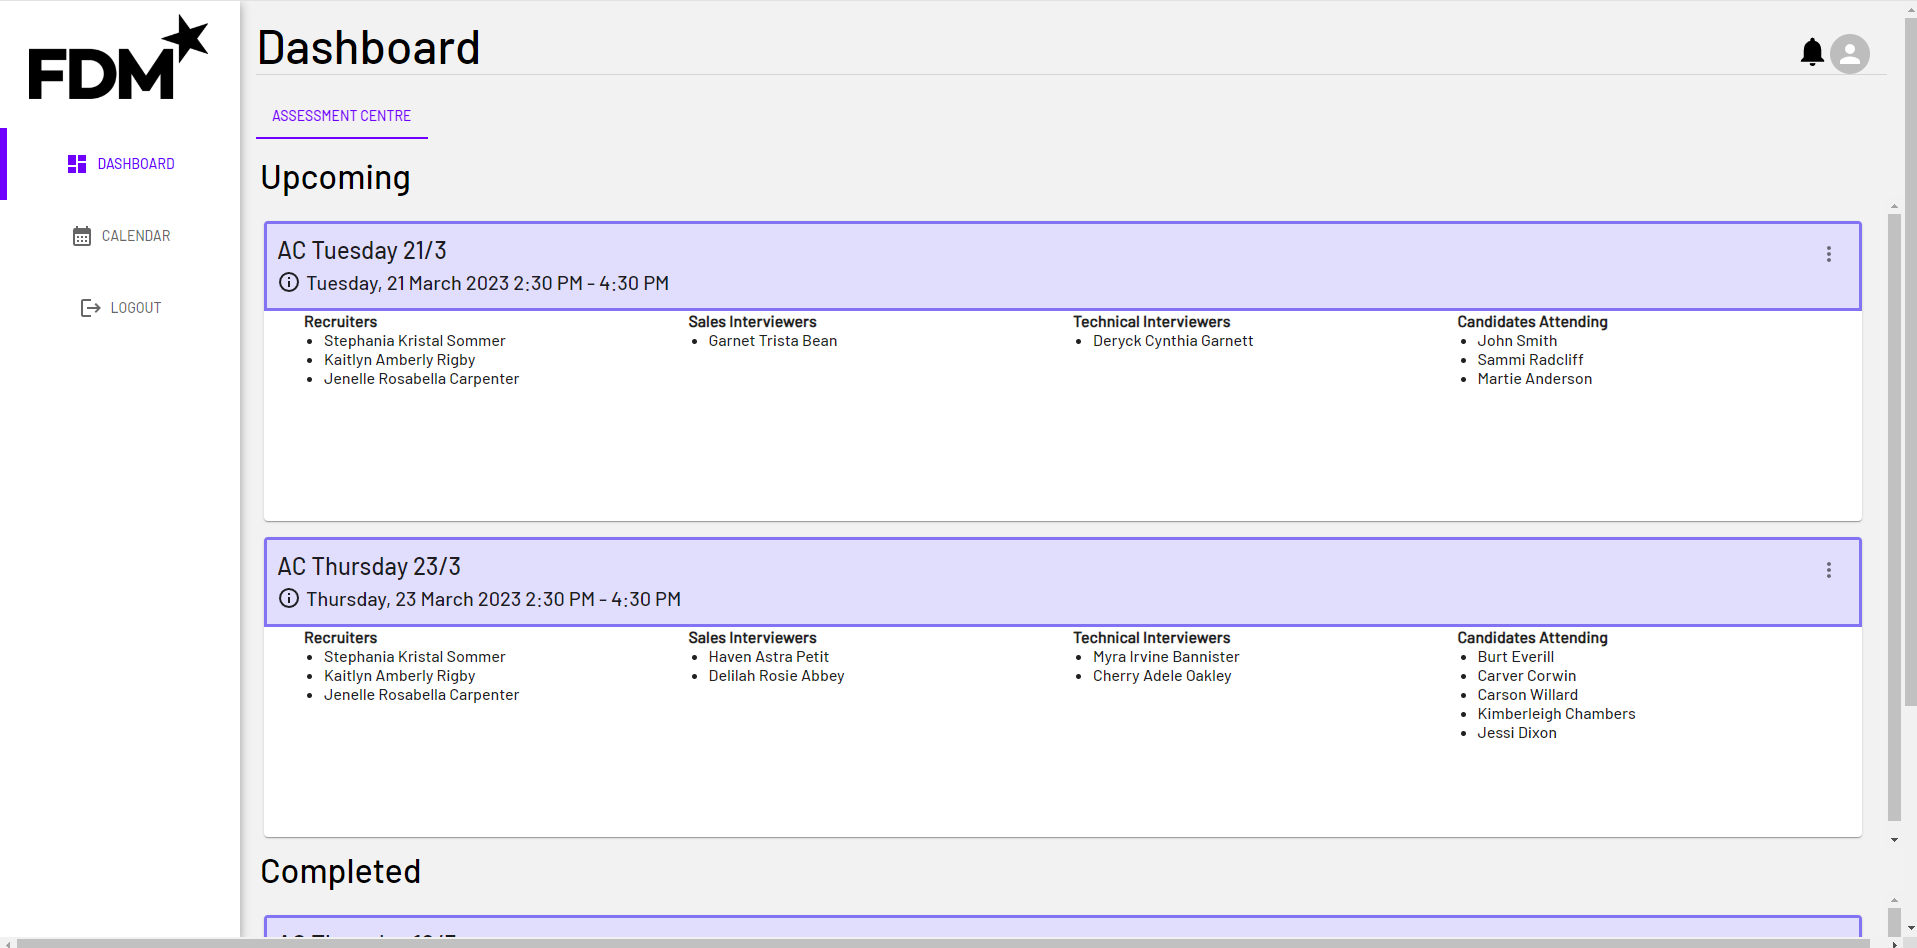 FDM
Dashboard
DASHBOARD
CALENDAR
LOGOUT
ASSESSMENT CENTRE
Upcoming
AC Tuesday 21/3
Tuesday, 21 March 2023 2:30 PM - 4:30 PM
Recruiters
Stephania Kristal Sommer
Kaitlyn Amberly Rigby
Jenelle Rosabella Carpenter
Sales Interviewers
Garnet Trista Bean
Technical Interviewers
Deryck Cynthia Garnett
Candidates Attending
John Smith
Sammi Radcliff
Martie Anderson
AC Thursday 23/3
Thursday, 23 March 2023 2:30 PM - 4:30 PM
Recruiters
Stephania Kristal Sommer
Kaitlyn Amberly Rigby
Jenelle Rosabella Carpenter
Sales Interviewers
Haven Astra Petit
Delilah Rosie Abbey
Technical Interviewers
Myra Irvine Bannister
Cherry Adele Oakley
Candidates Attending
Burt Everill
Carver Corwin
Carson Willard
Kimberleigh Chambers
Jessi Dixon
Completed